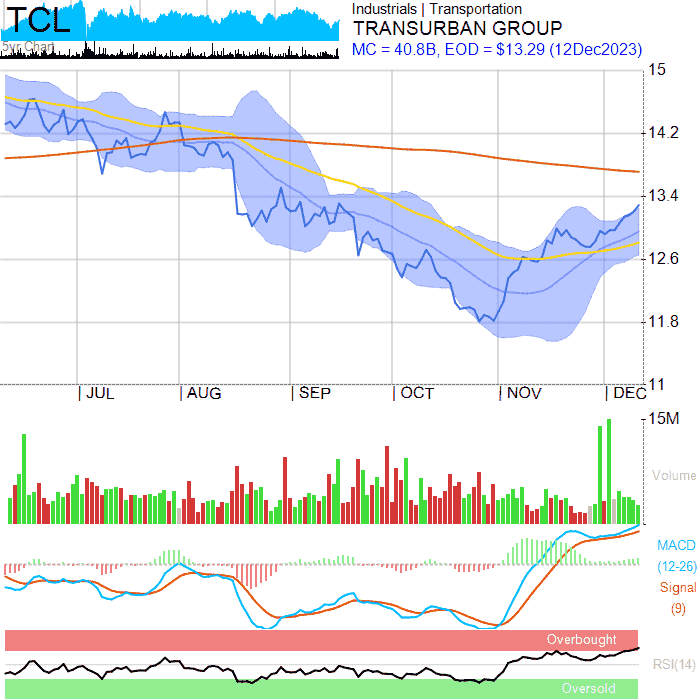 TCL
5yr Chart
Industrials | Transportation
TRANSURBAN GROUP
MC = 40.8B, EOD = $13.29 (12Dec2023)
15
14.2
13.4
12.6
11.8
11
| JUL | AUG | SEP | OCT | NOV | DEC
15M
Volume
MACD
(12-26)
Signal
(9)
Overbought
RSI(14)
Oversold